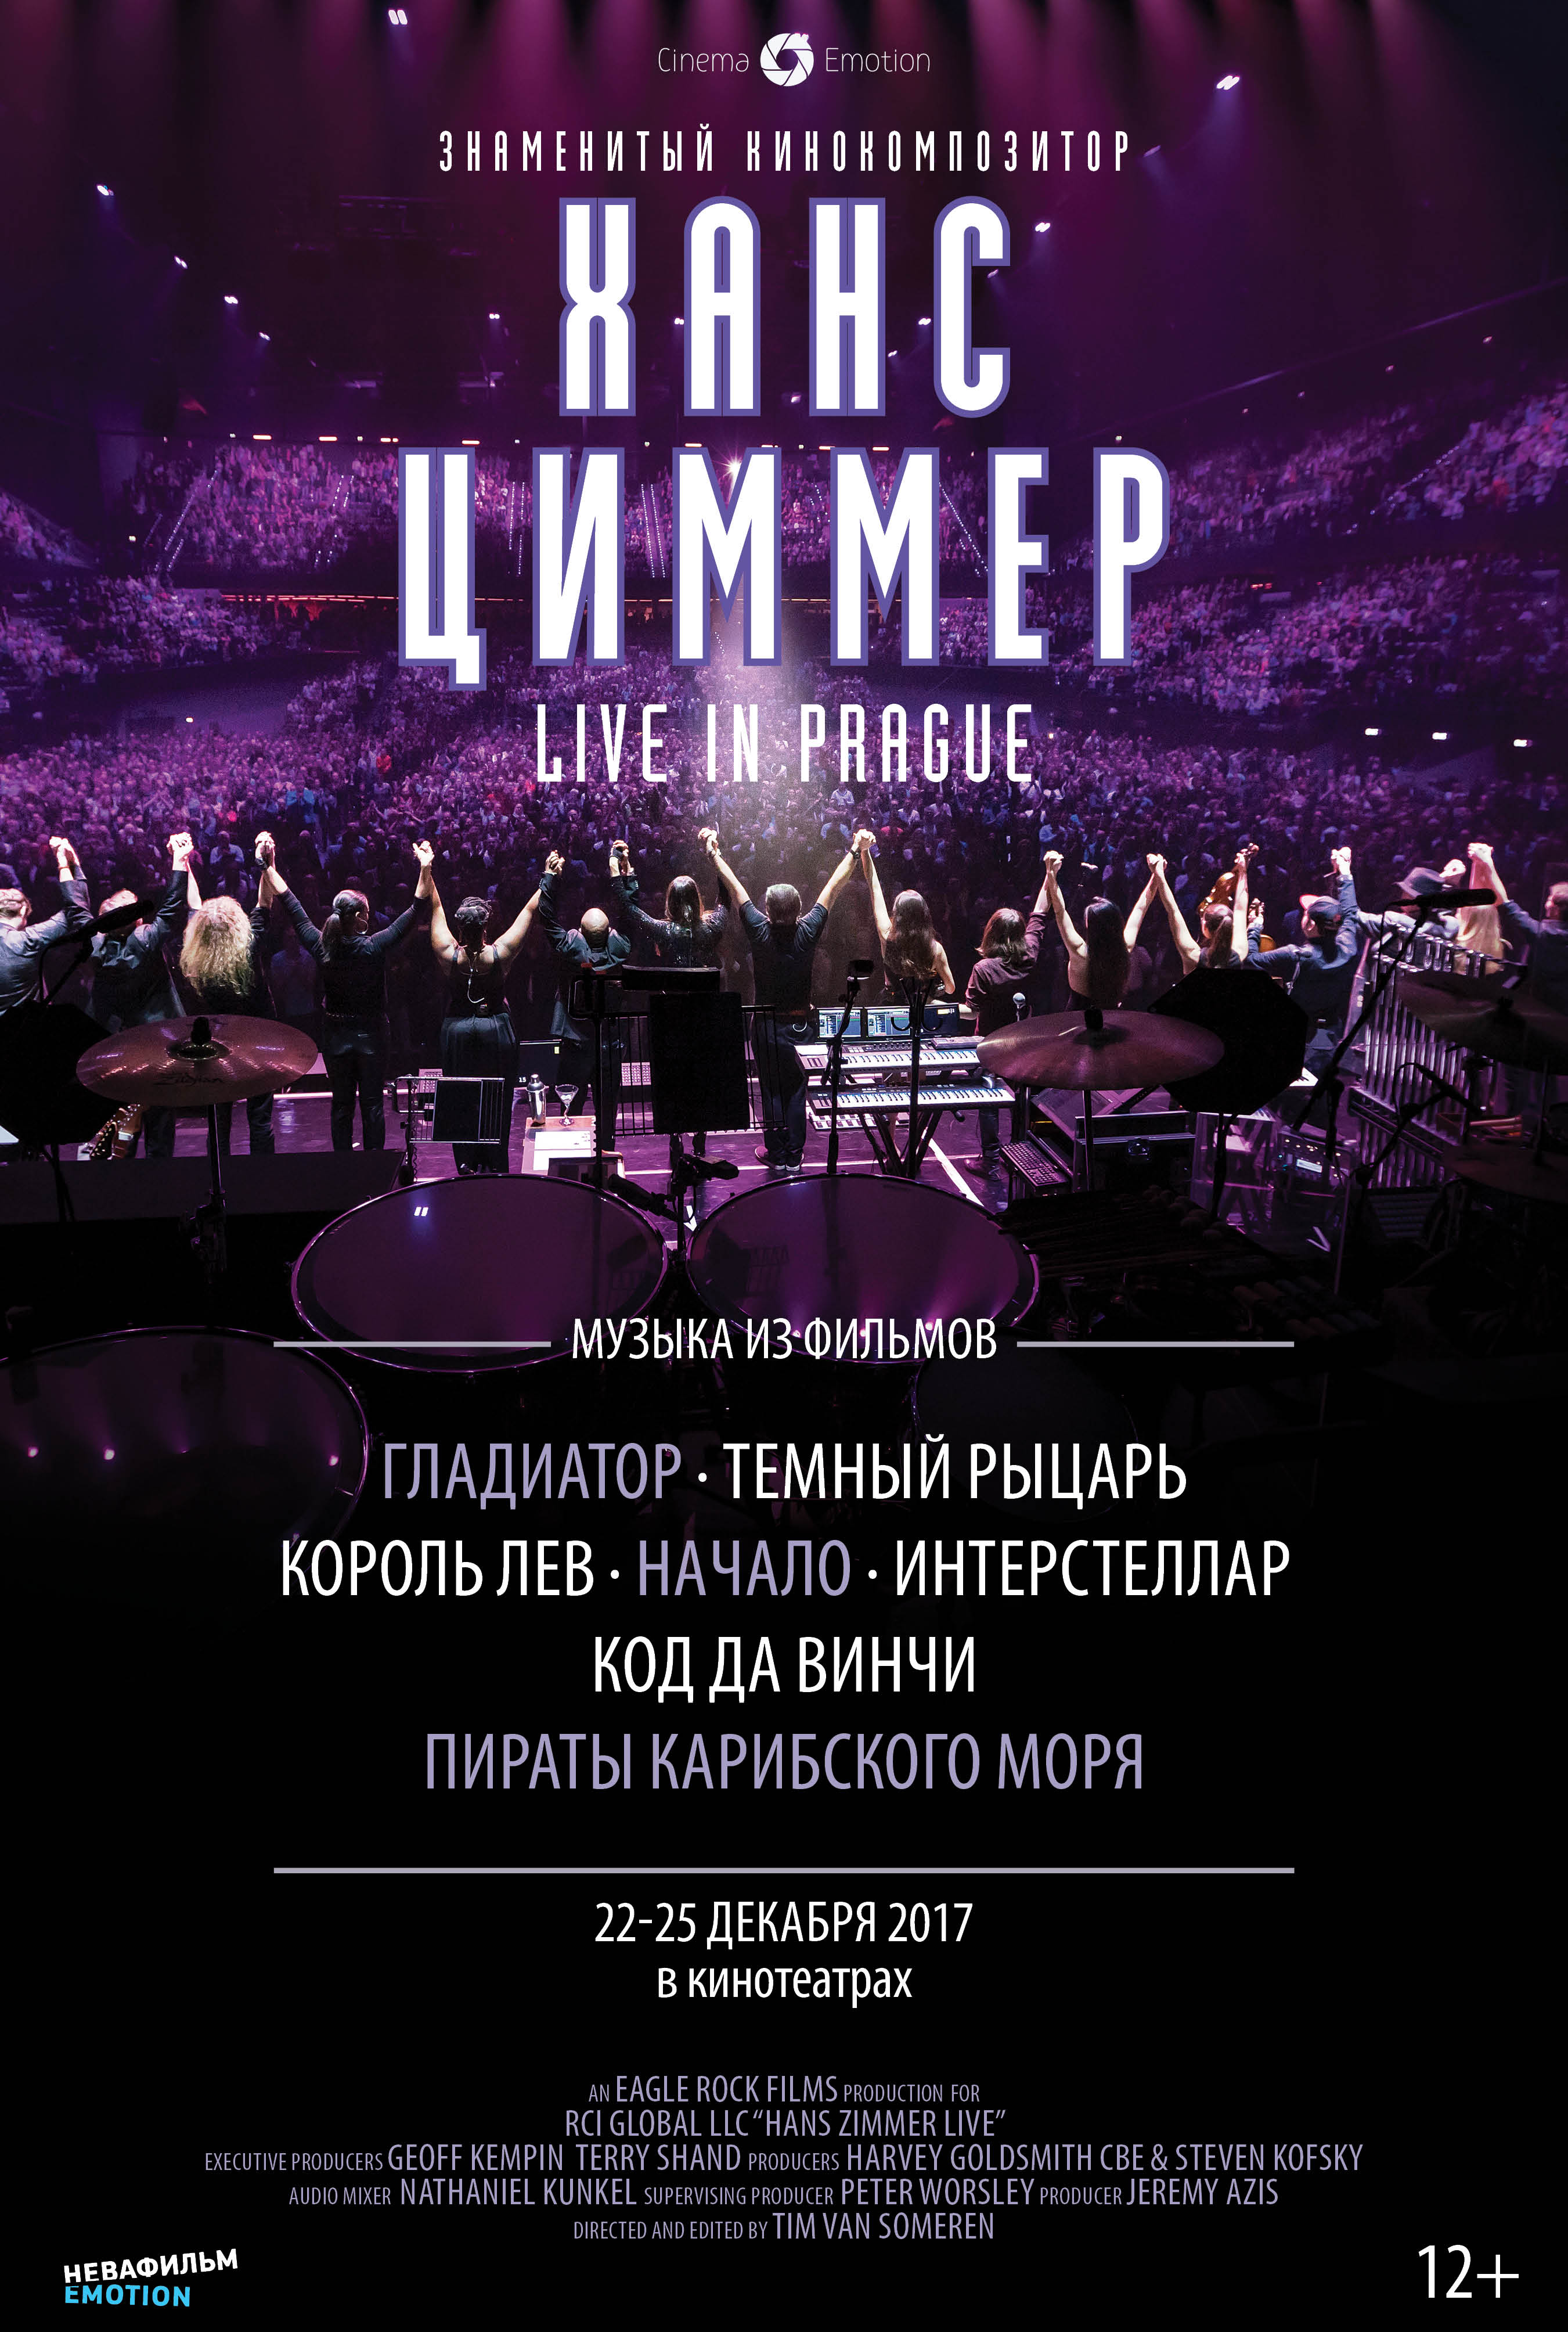 Cinema Emotion
ЗНАМЕНИТЫЙ КИНОКОМПОЗИТОР
ХАНС
ЦИММЕР
LIVE IN PRAGUE
МУЗЫКА ИЗ ФИЛЬМОВ
ГЛАДИАТОР · ТЕМНЫЙ РЫЦАРЬ
КОРОЛЬ ЛЕВ · НАЧАЛО · ИНТЕРСТЕЛЛАР
КОД ДА ВИНЧИ
ПИРАТЫ КАРИБСКОГО МОРЯ
22-25 ДЕКАБРЯ 2017
в кинотеатрах
AN EAGLE ROCK FILMS PRODUCTION FOR
RCI GLOBAL LLC “HANS ZIMMER LIVE”
EXECUTIVE PRODUCERS GEOFF KEMPIN TERRY SHAND PRODUCERS HARVEY GOLDSMITH CBE & STEVEN KOFSKY
AUDIO MIXER NATHANIEL KUNKEL SUPERVISING PRODUCER PETER WORSLEY PRODUCER JEREMY AZIS
DIRECTED AND EDITED BY TIM VAN SOMEREN
НЕВАФИЛЬМ
EMOTION
12+